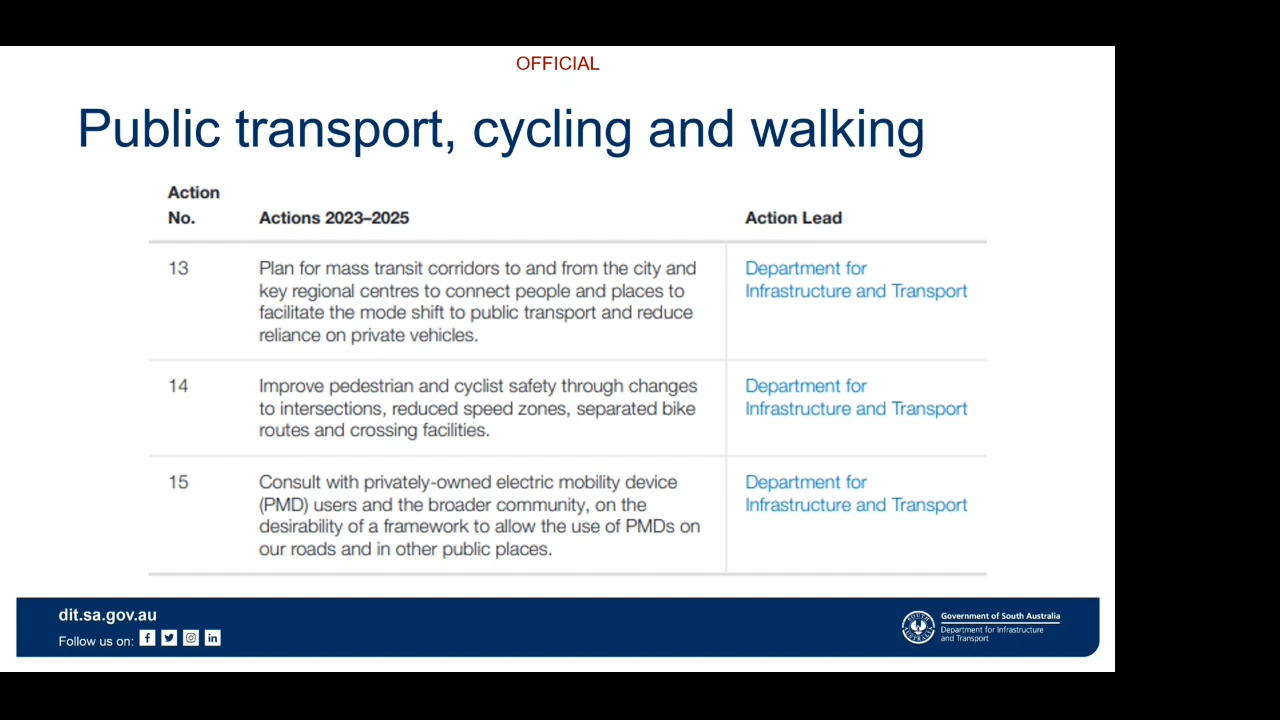 OFFICIAL
Public transport, cycling and walking
Action
No.
Actions 2023–2025
Action Lead
13
Plan for mass transit corridors to and from the city and
key regional centres to connect people and places to
facilitate the mode shift to public transport and reduce
reliance on private vehicles.
Department for
Infrastructure and Transport
14
Improve pedestrian and cyclist safety through changes
to intersections, reduced speed zones, separated bike
routes and crossing facilities.
Department for
Infrastructure and Transport
15
Consult with privately-owned electric mobility device
(PMD) users and the broader community, on the
desirability of a framework to allow the use of PMDs on
our roads and in other public places.
Department for
Infrastructure and Transport
dit.sa.gov.au
Follow us on:
Government of South Australia
Department for Infrastructure
and Transport